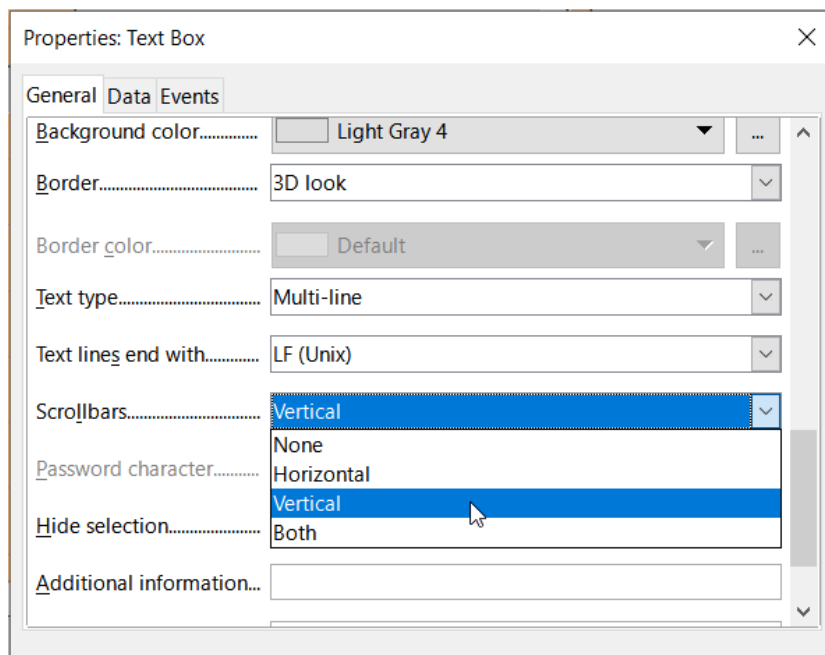 Properties: Text Box
General Data Events
Background color.............. Light Gray 4 ...
Border...................................... 3D look
Border color.......................... Default ...
Text type.................................. Multi-line
Text lines end with............. LF (Unix)
Scrollbars................................ Vertical
None
Horizontal
Password character...........
Vertical
Hide selection......................
Both
Additional information...